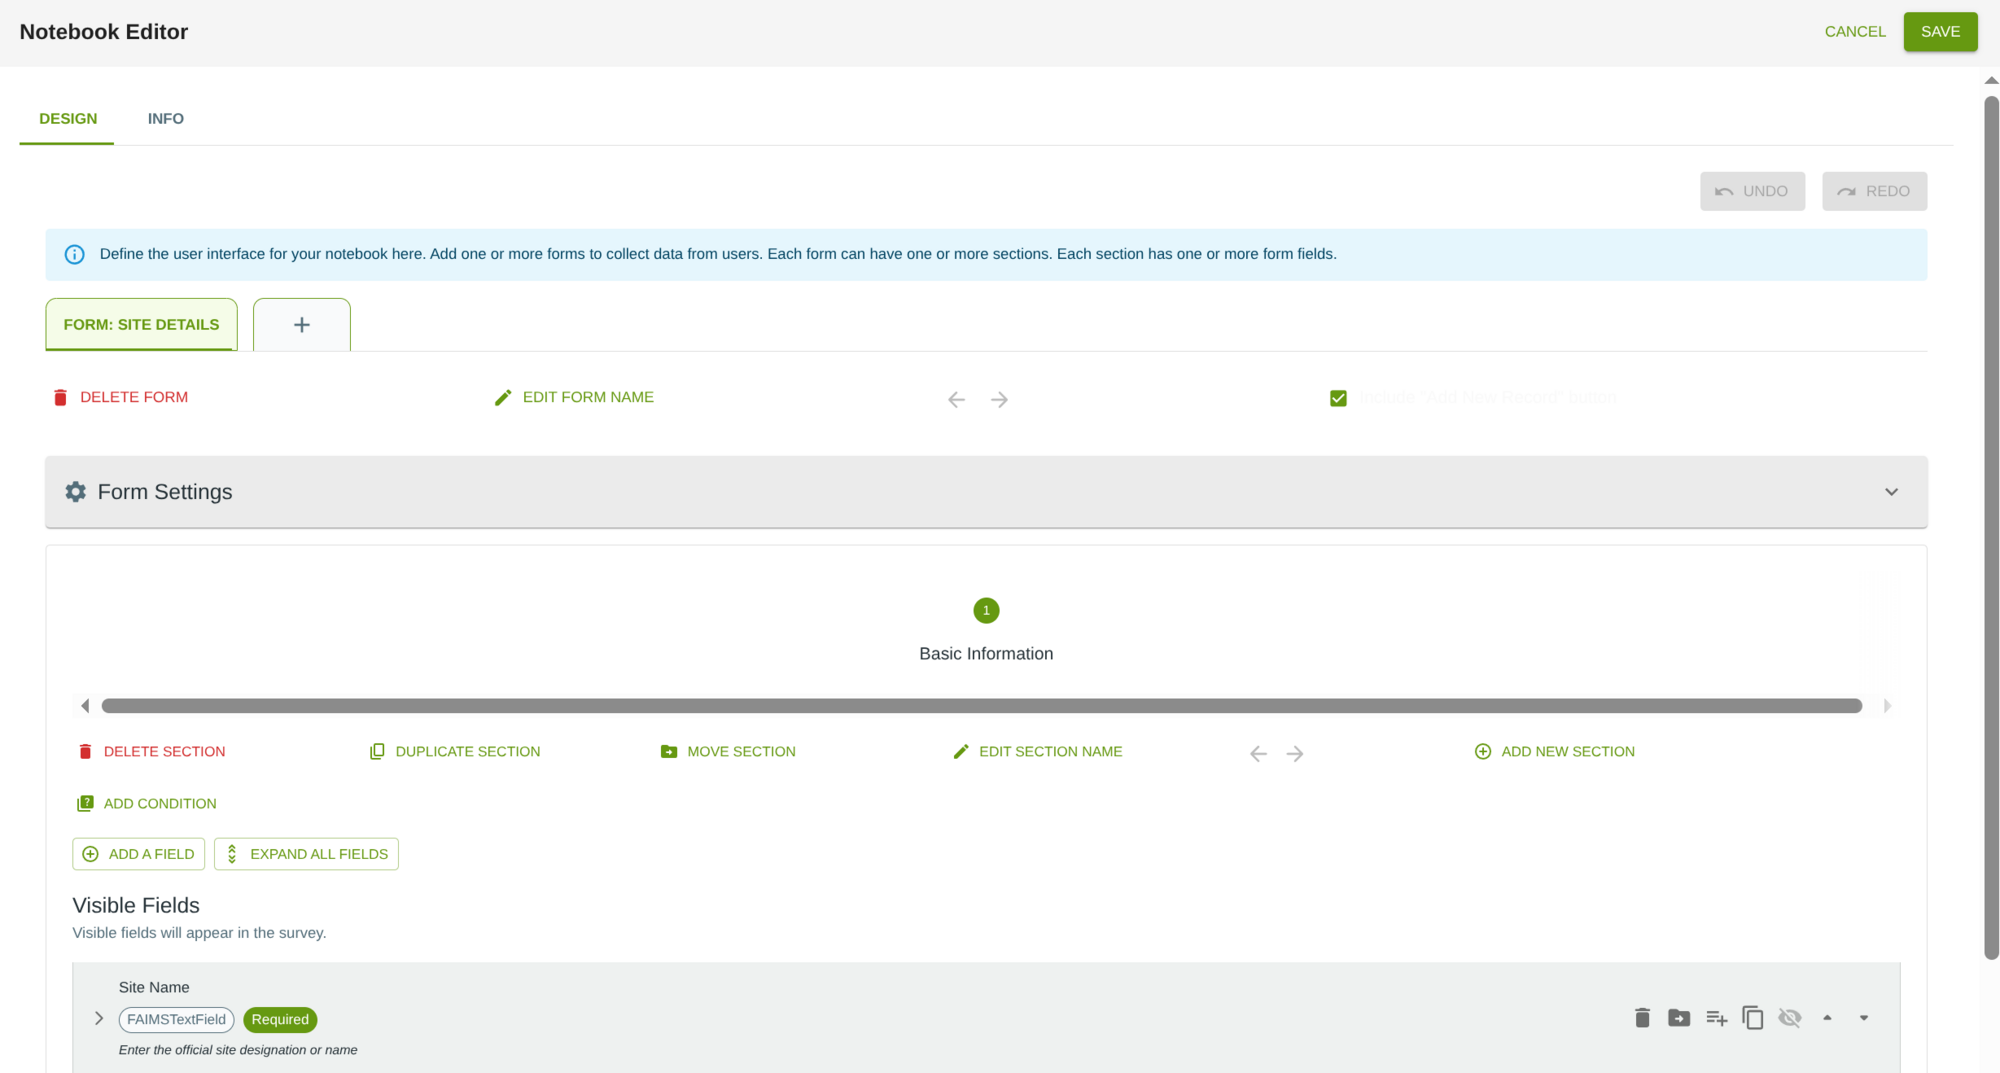 Notebook Editor
CANCEL
SAVE
DESIGN
INFO
UNDO
REDO
Define the user interface for your notebook here. Add one or more forms to collect data from users. Each form can have one or more sections. Each section has one or more form fields.
FORM: SITE DETAILS
DELETE FORM
EDIT FORM NAME
Include "Add New Record" button
Form Settings
1
Basic Information
DELETE SECTION
DUPLICATE SECTION
MOVE SECTION
EDIT SECTION NAME
ADD NEW SECTION
ADD CONDITION
ADD A FIELD
EXPAND ALL FIELDS
Visible Fields
Visible fields will appear in the survey.
Site Name
FAIMSTextField
Required
Enter the official site designation or name